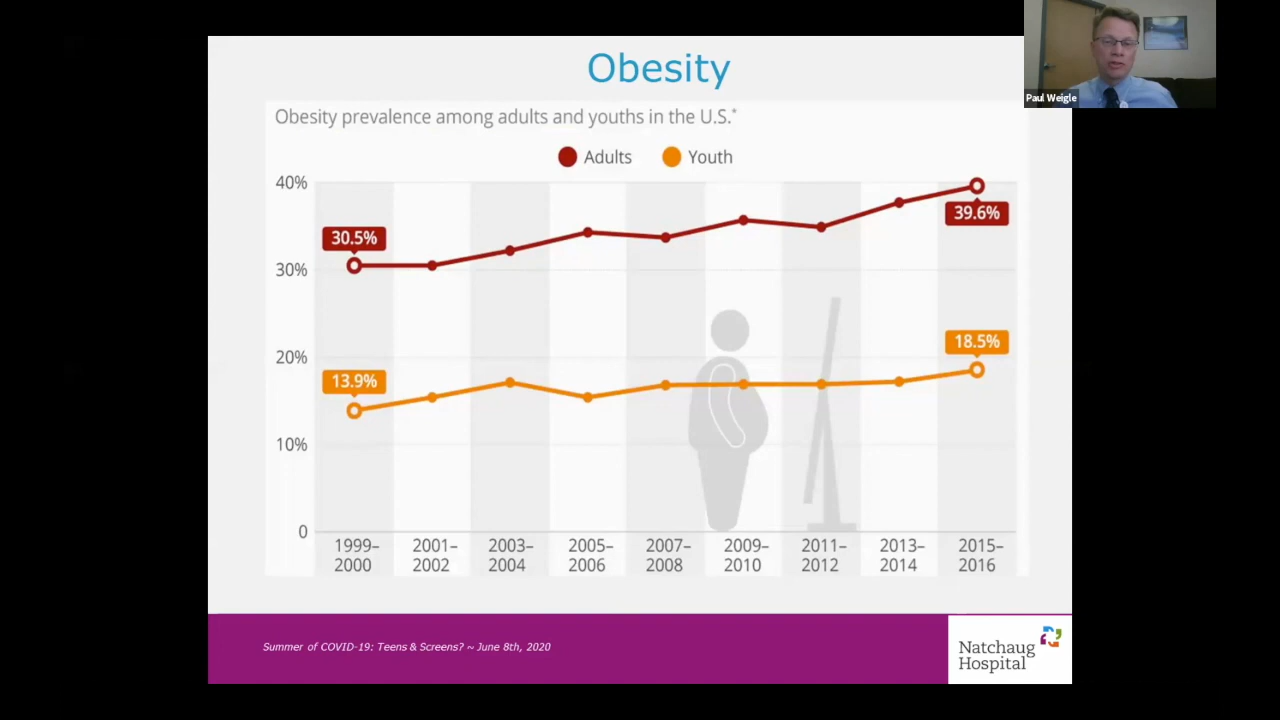 Obesity
Paul Weigle
Obesity prevalence among adults and youths in the U.S.*
Adults Youth
40%
30%
20%
10%
0
30.5%
39.6%
13.9%
18.5%
1999– 2001– 2003– 2005– 2007– 2009– 2011– 2013– 2015–
2000 2002 2004 2006 2008 2010 2012 2014 2016
Summer of COVID-19: Teens & Screens? ~ June 8th, 2020
Natchaug
Hospital